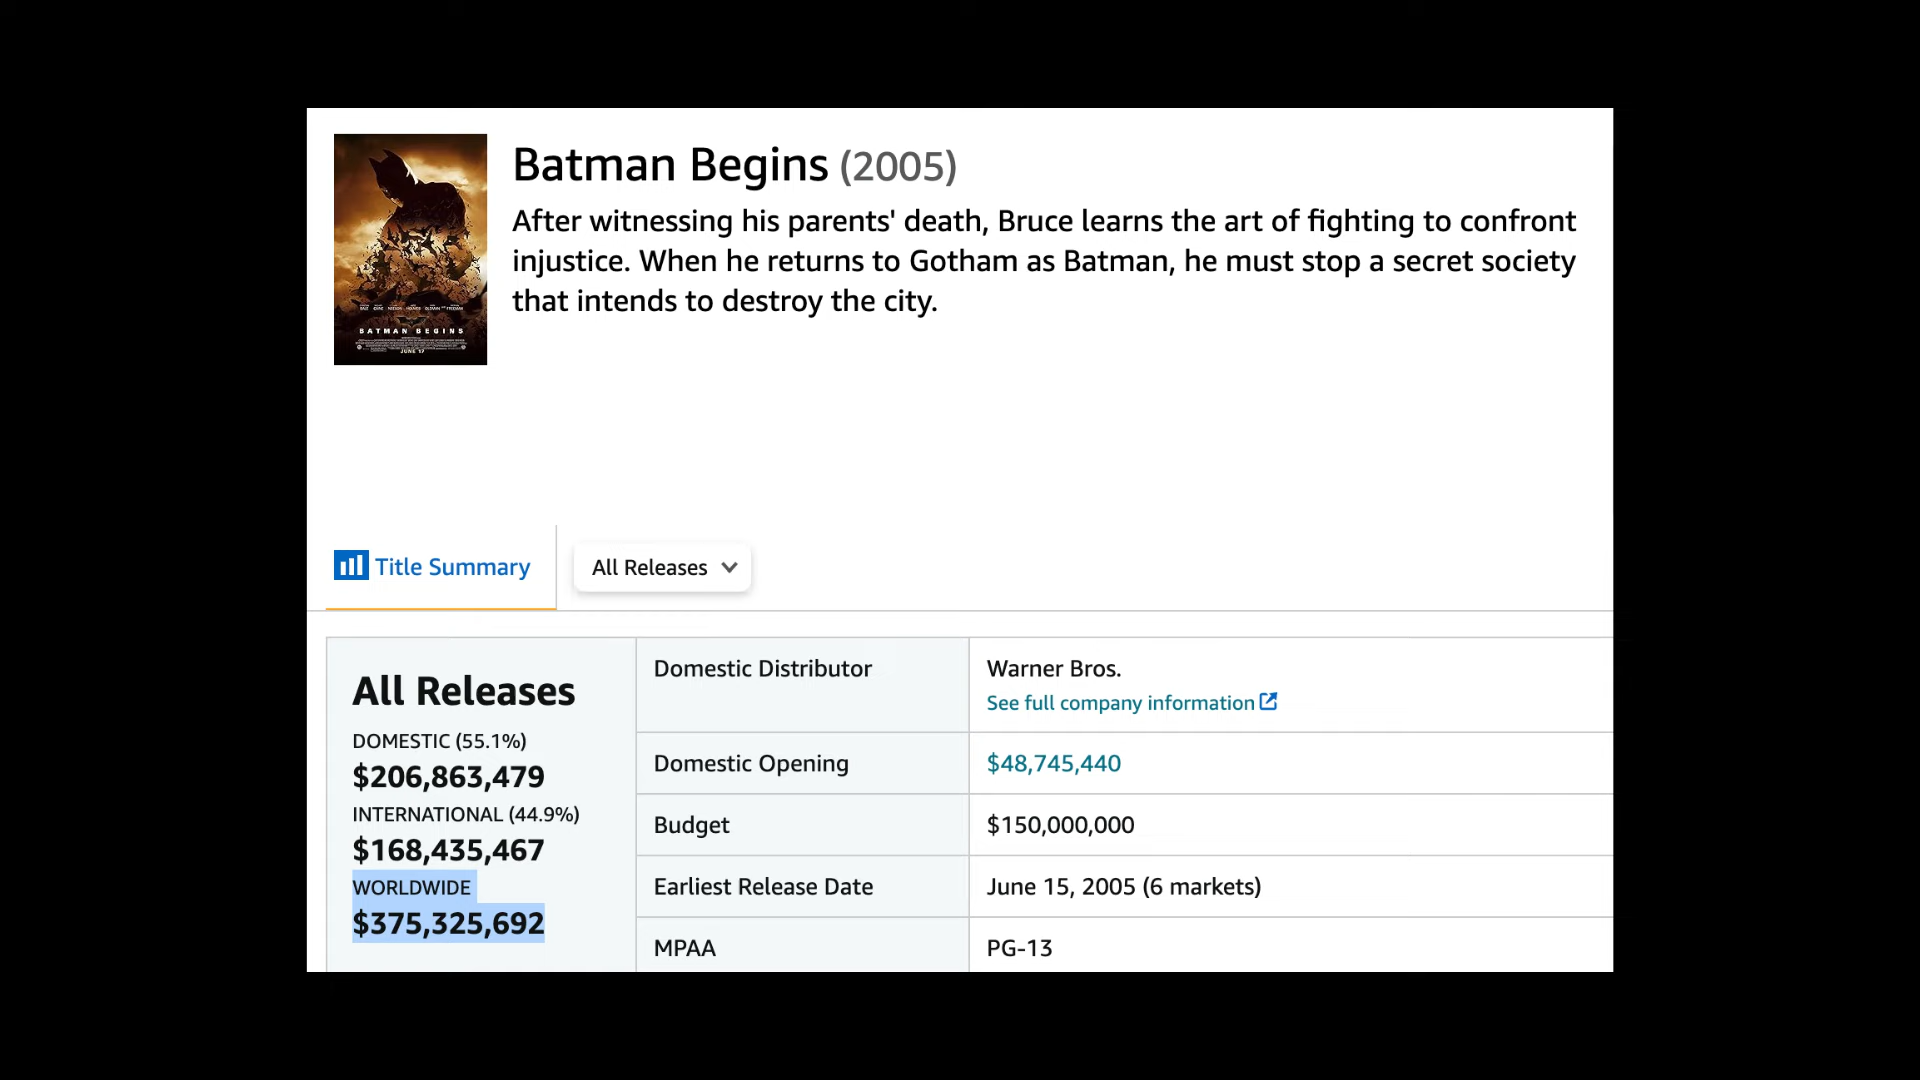 Batman Begins (2005)
After witnessing his parents' death, Bruce learns the art of fighting to confront
injustice. When he returns to Gotham as Batman, he must stop a secret society
that intends to destroy the city.
BATMAN BEGINS
JUNE 17
Title Summary
All Releases
All Releases
DOMESTIC (55.1%)
$206,863,479
INTERNATIONAL (44.9%)
$168,435,467
WORLDWIDE
$375,325,692
Domestic Distributor
Warner Bros.
See full company information
Domestic Opening
$48,745,440
Budget
$150,000,000
Earliest Release Date
June 15, 2005 (6 markets)
MPAA
PG-13